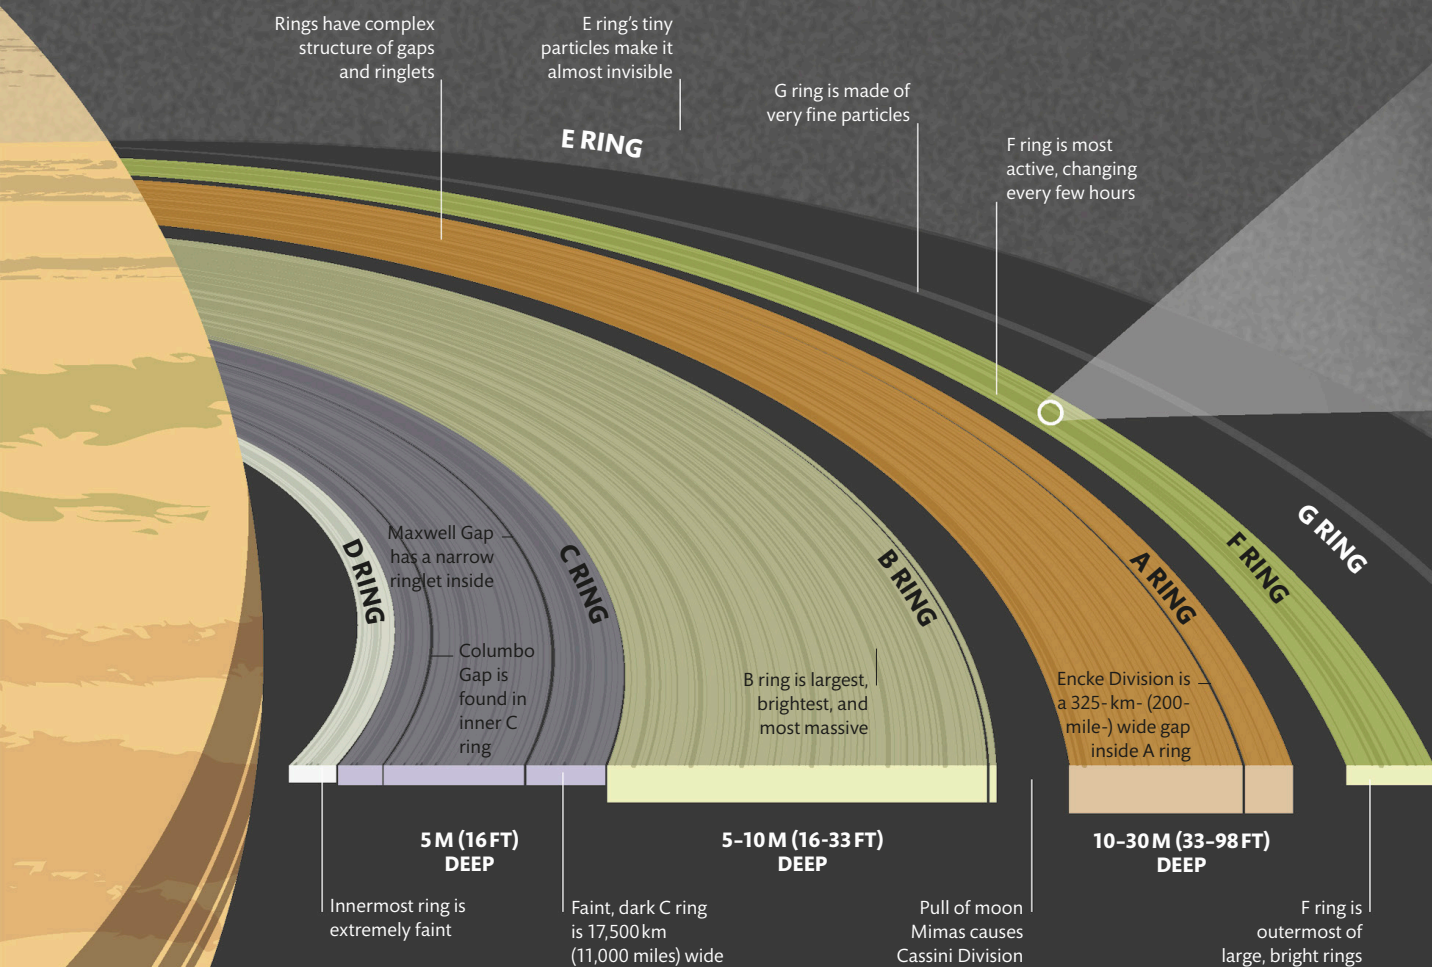 Rings have complex
structure of gaps
and ringlets
E ring’s tiny
particles make it
almost invisible
G ring is made of
very fine particles
F ring is most
active, changing
every few hours
E RING
G RING
F RING
A RING
B RING
C RING
D RING
Maxwell Gap
has a narrow
ringlet inside
Columbo
Gap is
found in
inner C
ring
B ring is largest,
brightest, and
most massive
Encke Division is
a 325-km- (200-
mile-) wide gap
inside A ring
5 M (16 FT)
DEEP
5–10 M (16-33 FT)
DEEP
10–30 M (33–98 FT)
DEEP
Innermost ring is
extremely faint
Faint, dark C ring
is 17,500 km
(11,000 miles) wide
Pull of moon
Mimas causes
Cassini Division
F ring is
outermost of
large, bright rings